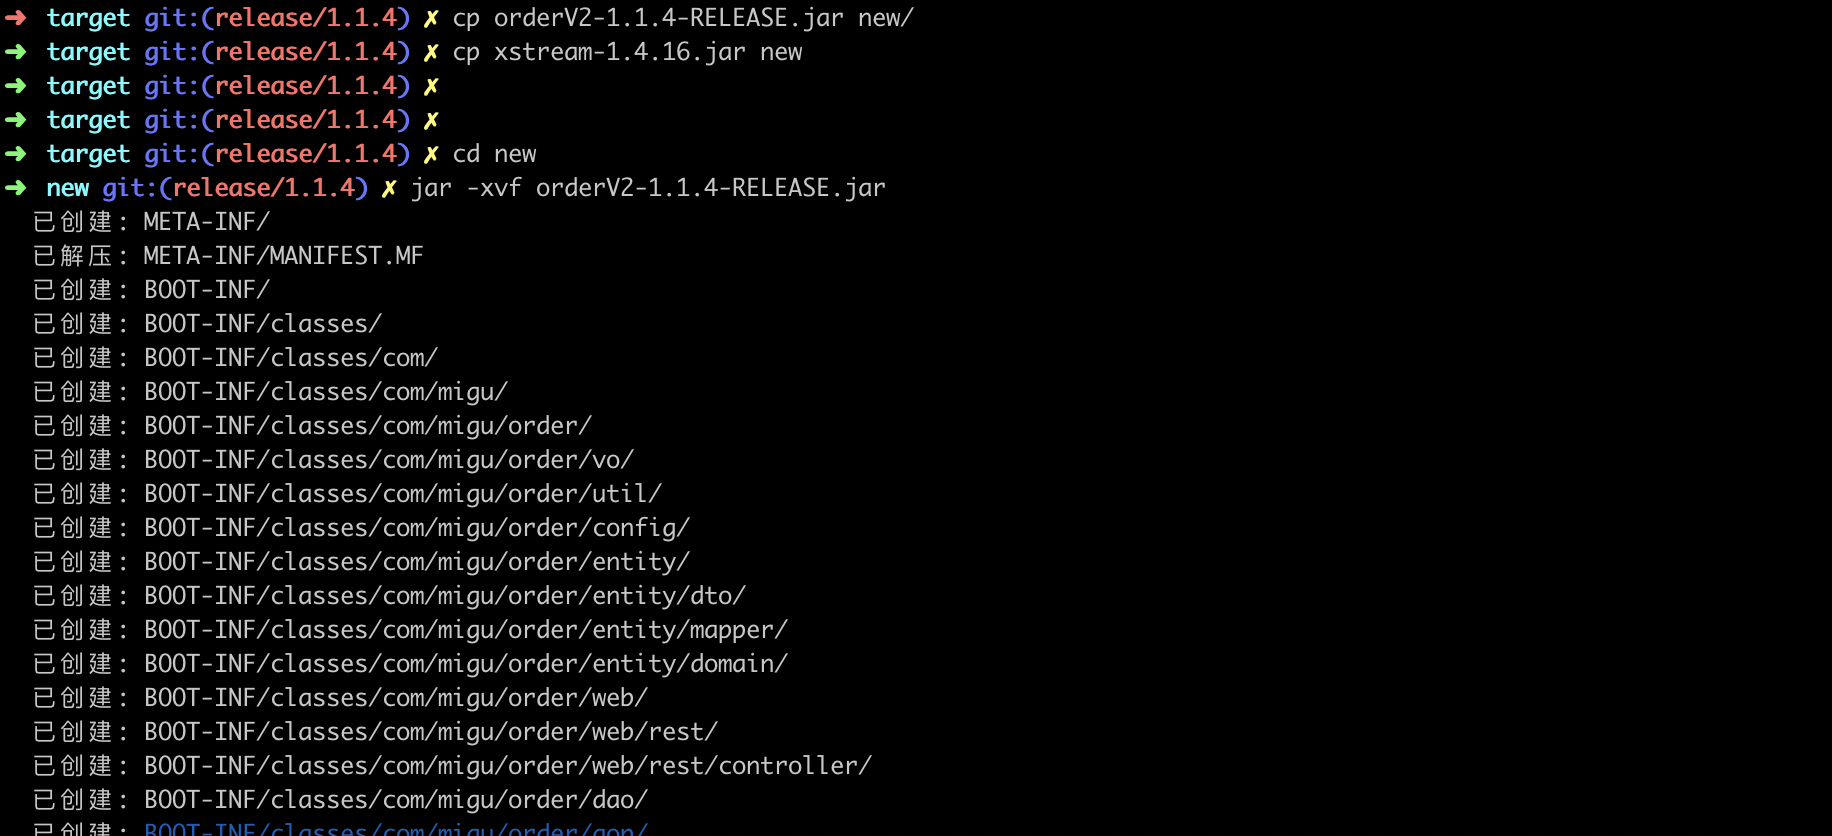 ➜ target git:(release/1.1.4) ✗ cp orderV2-1.1.4-RELEASE.jar new/
➜ target git:(release/1.1.4) ✗ cp xstream-1.4.16.jar new
➜ target git:(release/1.1.4) ✗
➜ target git:(release/1.1.4) ✗
➜ target git:(release/1.1.4) ✗ cd new
➜ new git:(release/1.1.4) ✗ jar -xvf orderV2-1.1.4-RELEASE.jar
已创建: META-INF/
已解压: META-INF/MANIFEST.MF
已创建: BOOT-INF/
已创建: BOOT-INF/classes/
已创建: BOOT-INF/classes/com/
已创建: BOOT-INF/classes/com/migu/
已创建: BOOT-INF/classes/com/migu/order/
已创建: BOOT-INF/classes/com/migu/order/vo/
已创建: BOOT-INF/classes/com/migu/order/util/
已创建: BOOT-INF/classes/com/migu/order/config/
已创建: BOOT-INF/classes/com/migu/order/entity/
已创建: BOOT-INF/classes/com/migu/order/entity/dto/
已创建: BOOT-INF/classes/com/migu/order/entity/mapper/
已创建: BOOT-INF/classes/com/migu/order/entity/domain/
已创建: BOOT-INF/classes/com/migu/order/web/
已创建: BOOT-INF/classes/com/migu/order/web/rest/
已创建: BOOT-INF/classes/com/migu/order/web/rest/controller/
已创建: BOOT-INF/classes/com/migu/order/dao/
已创建: